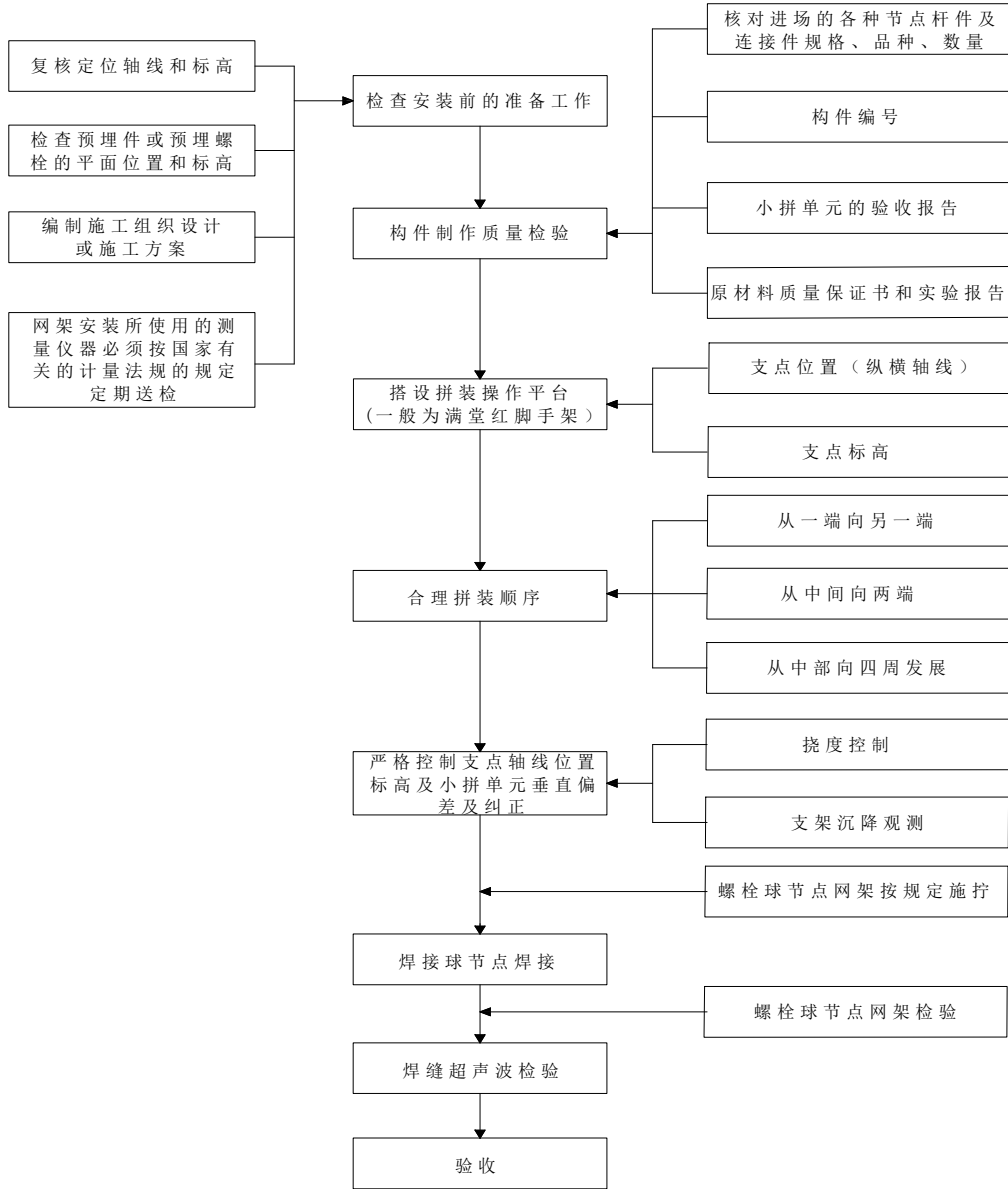 复核定位轴线和标高
检查预埋件或预埋螺
栓的平面位置和标高
编制施工组织设计
或施工方案
网架安装所使用的测
量仪器必须按国家有
关的计量法规的规定
定期送检
检查安装前的准备工作
构件制作质量检验
搭设拼装操作平台
(一般为满堂红脚手架）
合理拼装顺序
严格控制支点轴线位置
标高及小拼单元垂直偏
差及纠正
焊接球节点焊接
焊缝超声波检验
验收
核对进场的各种节点杆件及
连接件规格、品种、数量
构件编号
小拼单元的验收报告
原材料质量保证书和实验报告
支点位置（纵横轴线）
支点标高
从一端向另一端
从中间向两端
从中部向四周发展
挠度控制
支架沉降观测
螺栓球节点网架按规定施拧
螺栓球节点网架检验